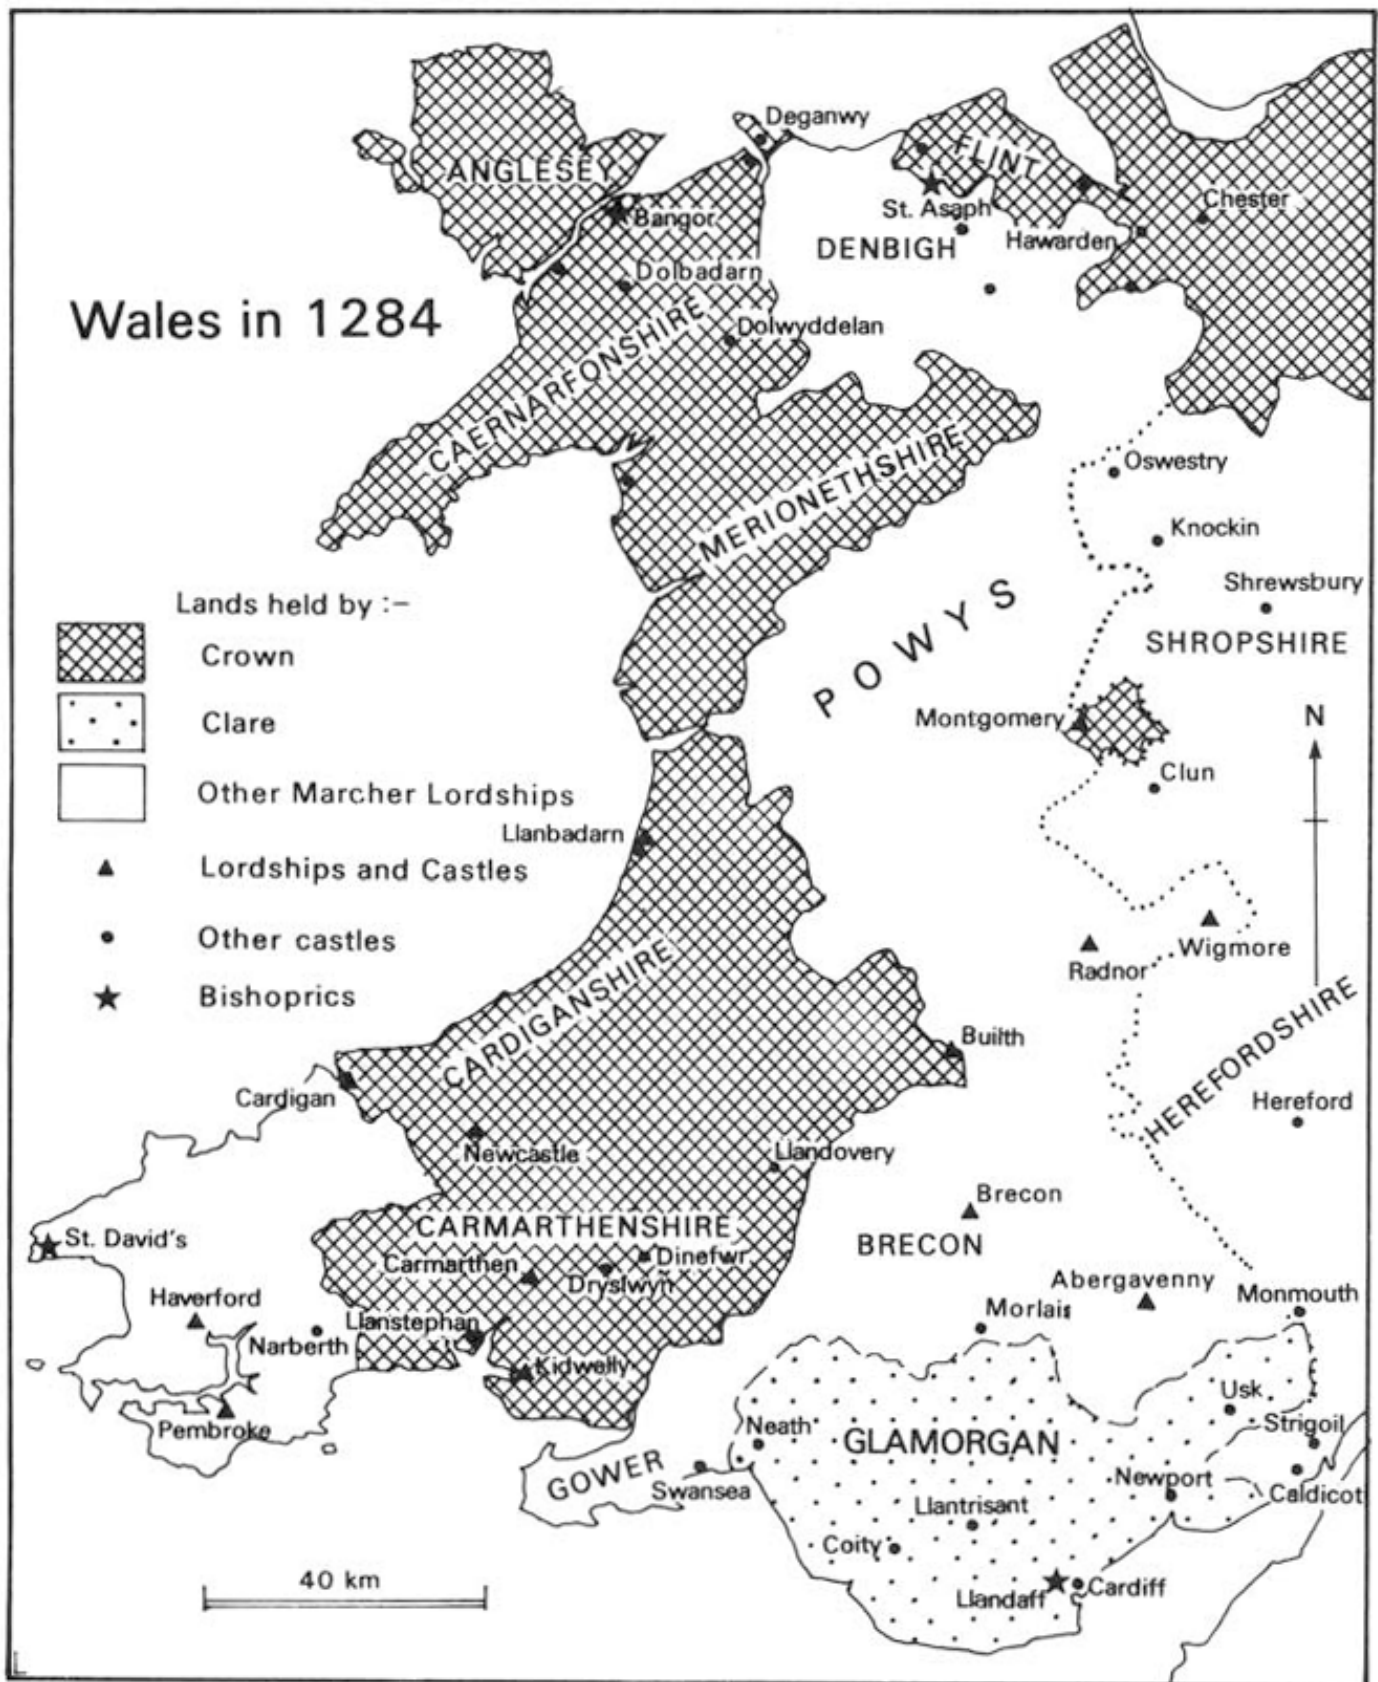 Deganwy
FLINT
ANGLESEY
Chester
St. Asaph
Bangor
Hawarden
DENBIGH
Dolbadarn
Wales in 1284
Dolwyddelan
CAERNARFONSHIRE
MERIONETHSHIRE
Oswestry
Knockin
Shrewsbury
SHROPSHIRE
POWYS
Montgomery
N
Clun
Lands held by :–
Crown
Clare
Other Marcher Lordships
Lordships and Castles
Other castles
Bishoprics
Llanbadarn
Wigmore
Radnor
CARDIGANSHIRE
HEREFORDSHIRE
Builth
Cardigan
Hereford
Newcastle
Llandovery
Brecon
BRECON
CARMARTHENSHIRE
St. David's
Carmarthen
Dinefwr
Dryslwyn
Abergavenny
Haverford
Morlais
Monmouth
Llanstephan
Narberth
Kidwelly
Usk
Pembroke
Neath
GLAMORGAN
Strigoil
GOWER
Swansea
Newport
Caldicot
Llantrisant
Coity
40 km
Llandaff
Cardiff
L